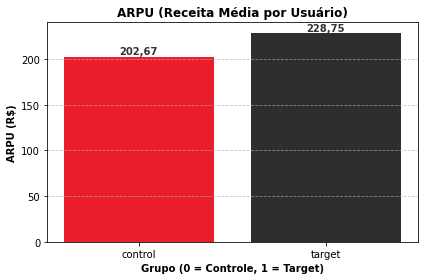 ARPU (Receita Média por Usuário)
228,75
202,67
200
150
100
50
0
ARPU (R$)
control
target
Grupo (0 = Controle, 1 = Target)